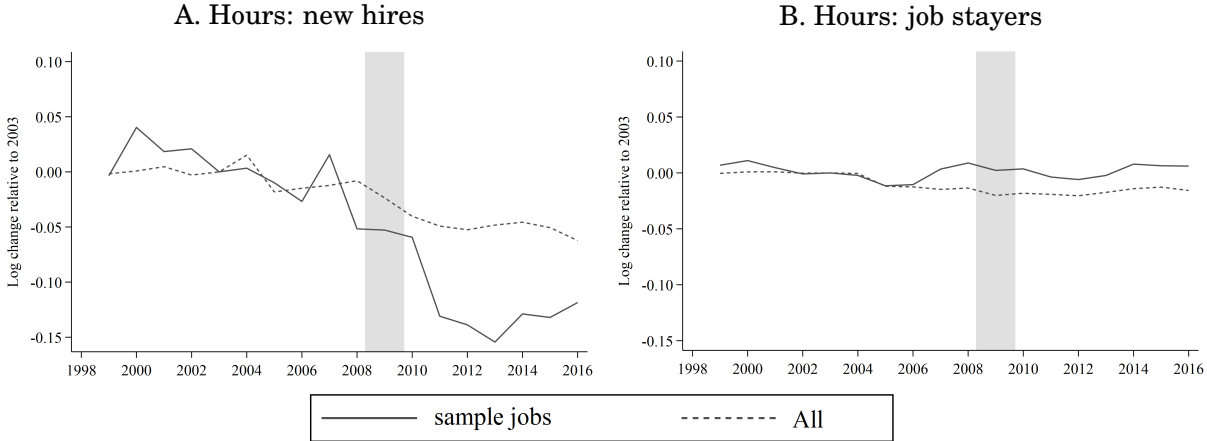 A. Hours: new hires
Log change relative to 2003
0.10
0.05
0.00
-0.05
-0.10
-0.15
1998 2000 2002 2004 2006 2008 2010 2012 2014 2016
B. Hours: job stayers
Log change relative to 2003
0.10
0.05
0.00
-0.05
-0.10
-0.15
1998 2000 2002 2004 2006 2008 2010 2012 2014 2016
sample jobs All